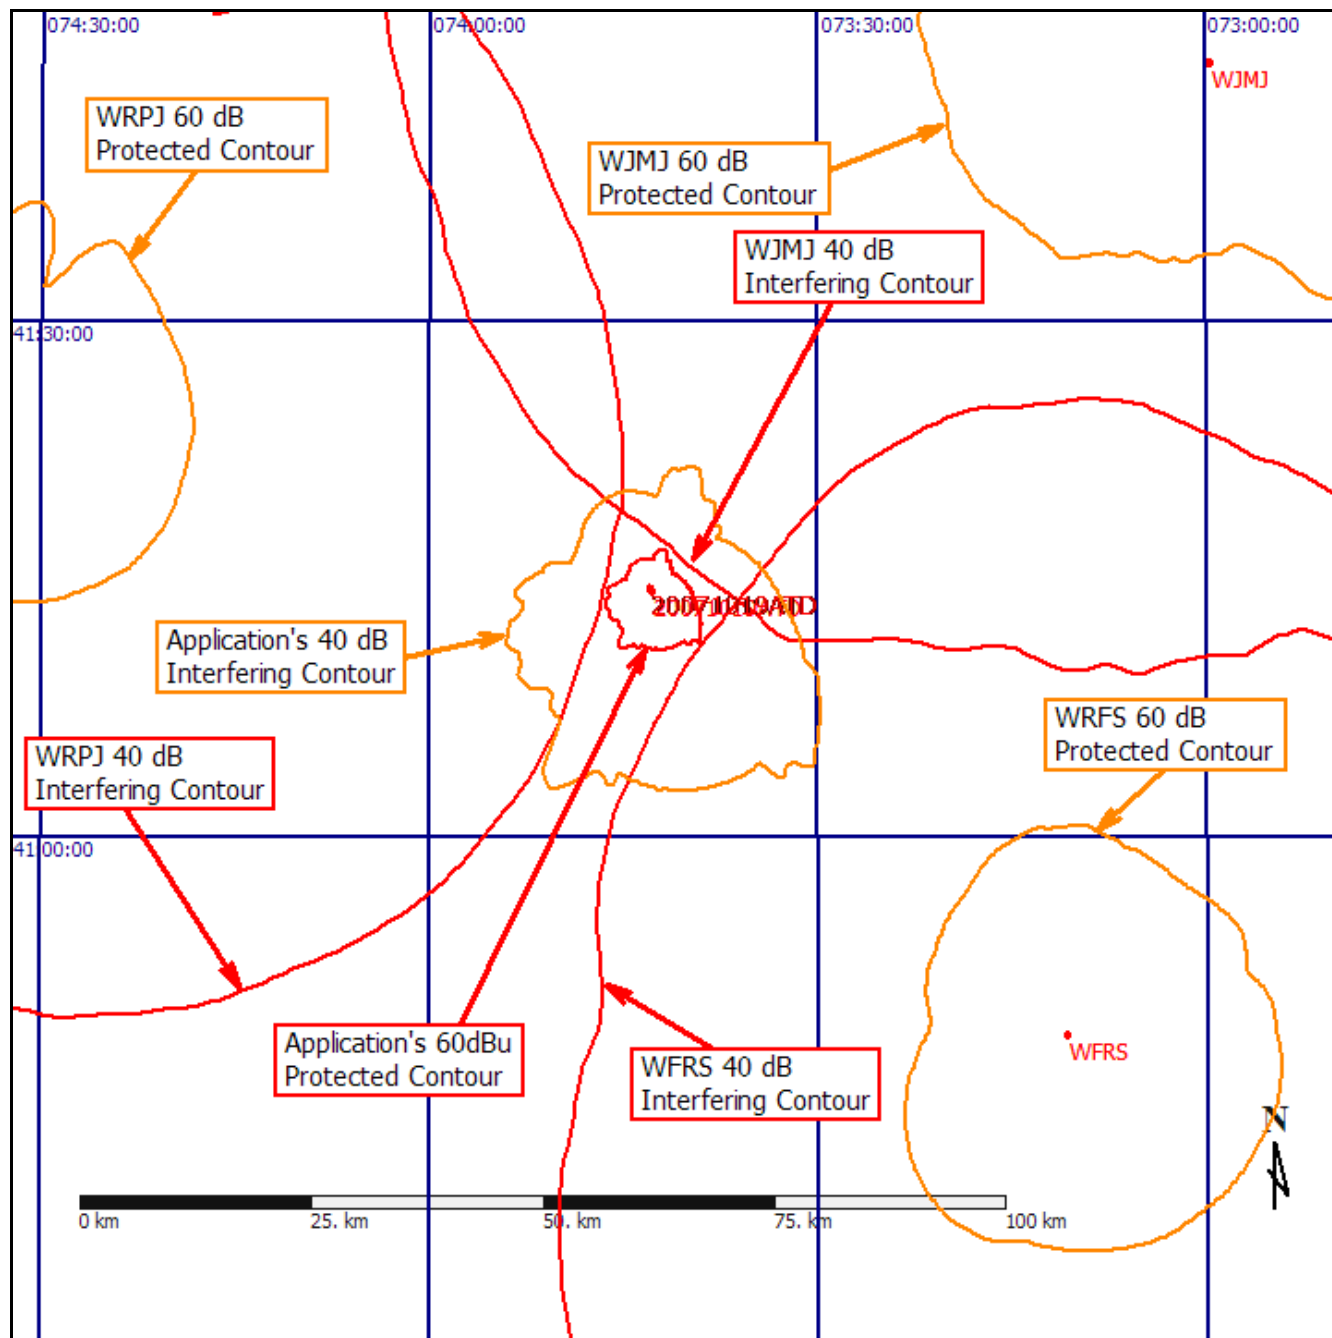 074:30:00
074:00:00
073:30:00
073:00:00
WJMJ
WRPJ 60 dB
Protected Contour
WJMJ 60 dB
Protected Contour
WJMJ 40 dB
Interfering Contour
41:30:00
Application's 40 dB
Interfering Contour
WRFS 60 dB
Protected Contour
WRPJ 40 dB
Interfering Contour
41:00:00
Application's 60dBu
Protected Contour
WFRS 40 dB
Interfering Contour
WFRS
N
0 km
25. km
50. km
75. km
100 km